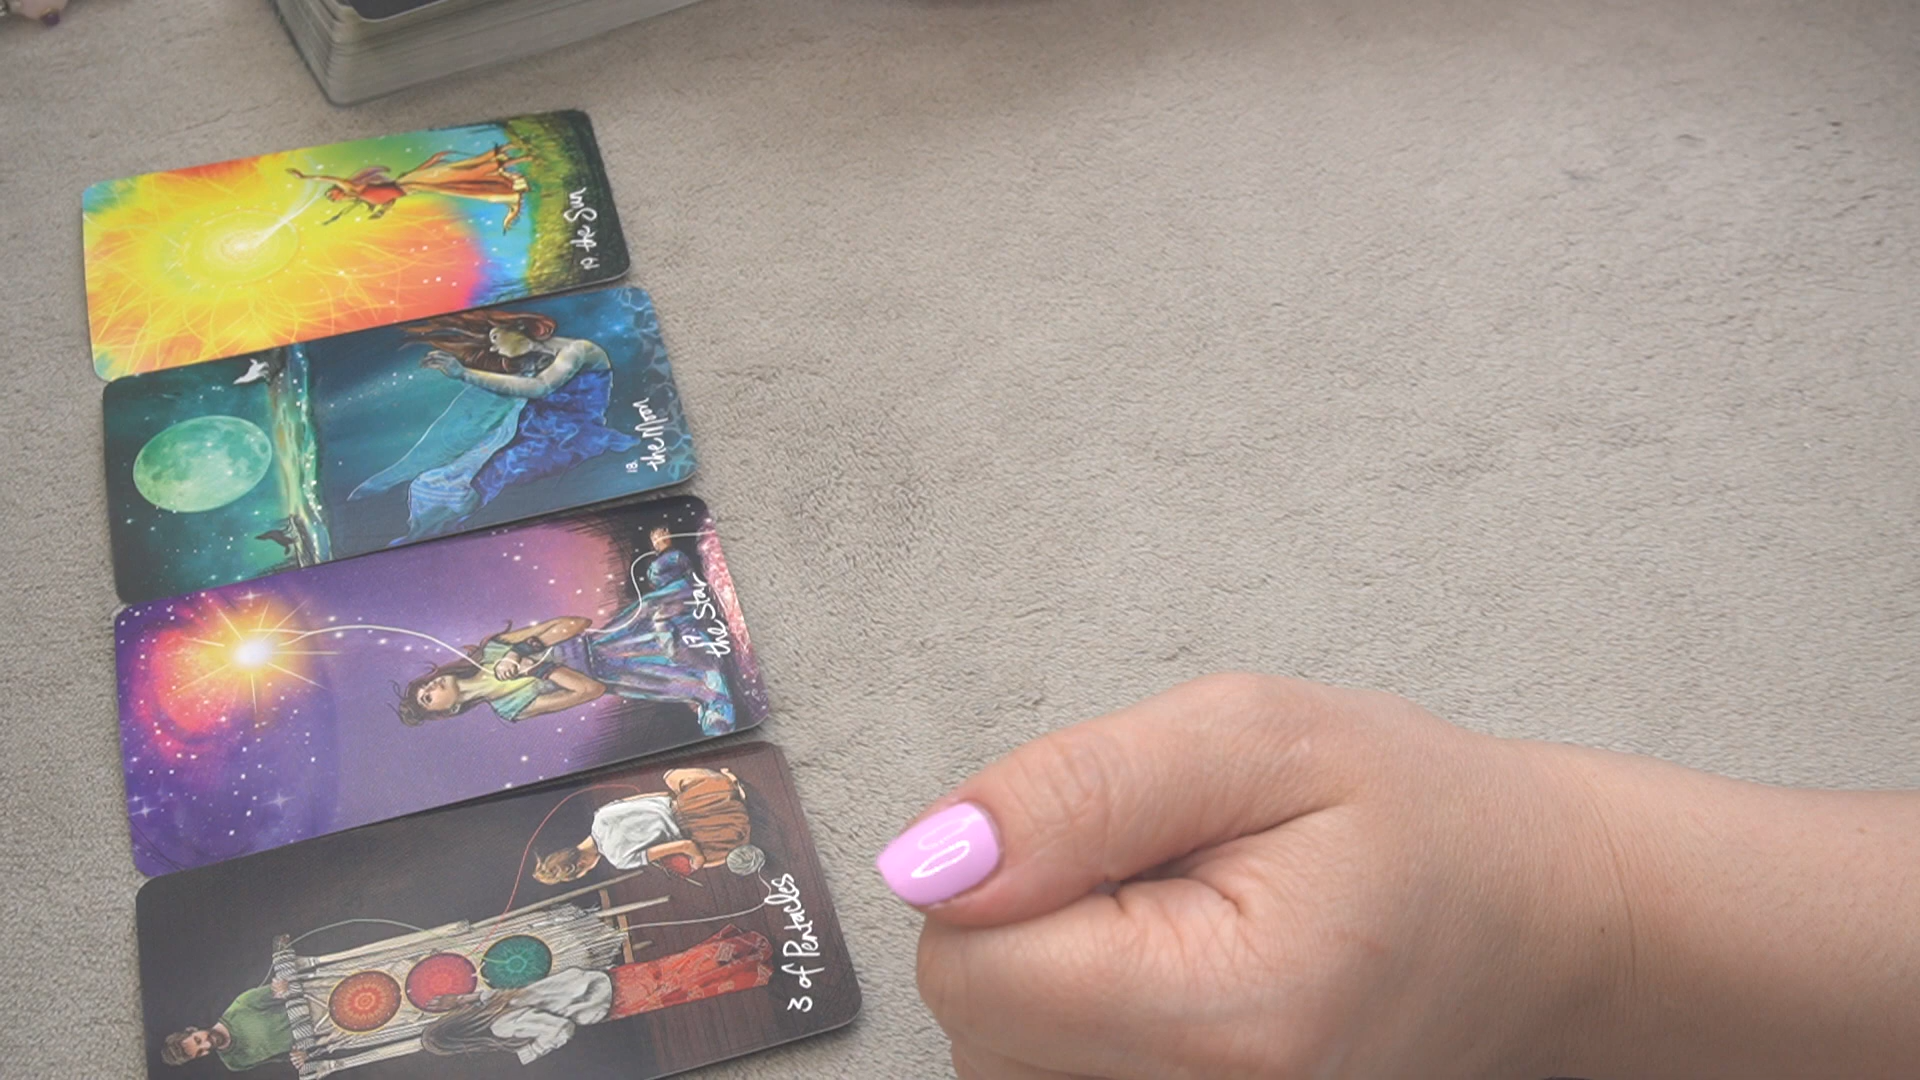 19. the Sun
18.
the Moon
17.
the star
3 of Pentacles